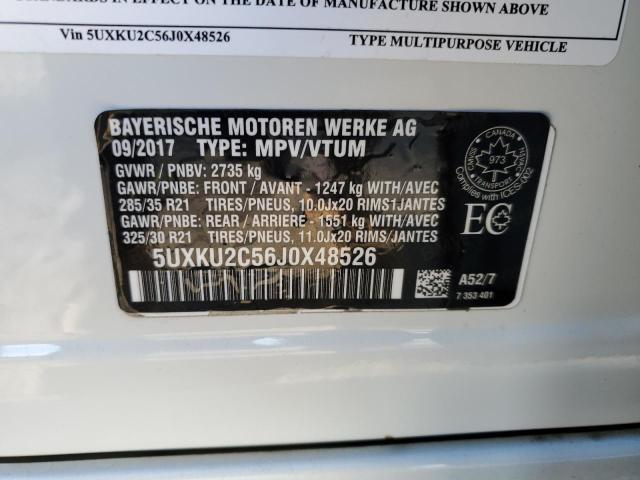 EFFECT ON THE DATE OF MANUFACTURE SHOWN ABOVE
Vin 5UXKU2C56J0X48526 TYPE MULTIPURPOSE VEHICLE
BAYERISCHE MOTOREN WERKE AG
09/2017 TYPE: MPV/VTUM
GVWR / PNBV: 2735 kg
GAWR/PNBE: FRONT / AVANT - 1247 kg WITH/AVEC
285/35 R21 TIRES/PNEUS, 10.0Jx20 RIMS1JANTES
GAWR/PNBE: REAR / ARRIERE - 1551 kg WITH/AVEC
325/30 R21 TIRES/PNEUS, 11.0Jx20 RIMS/JANTES
5UXKU2C56J0X48526
CANADA
CMVSS
NSVAC
973
TRANSPORT
Complies with ICES-002
EC
A52/7
7 353 401